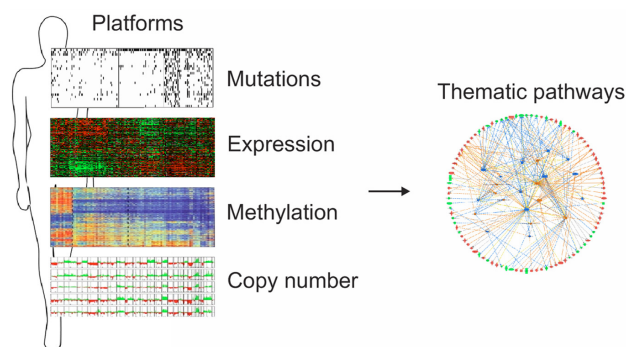 Platforms
Mutations
Expression
Methylation
Copy number
Thematic pathways